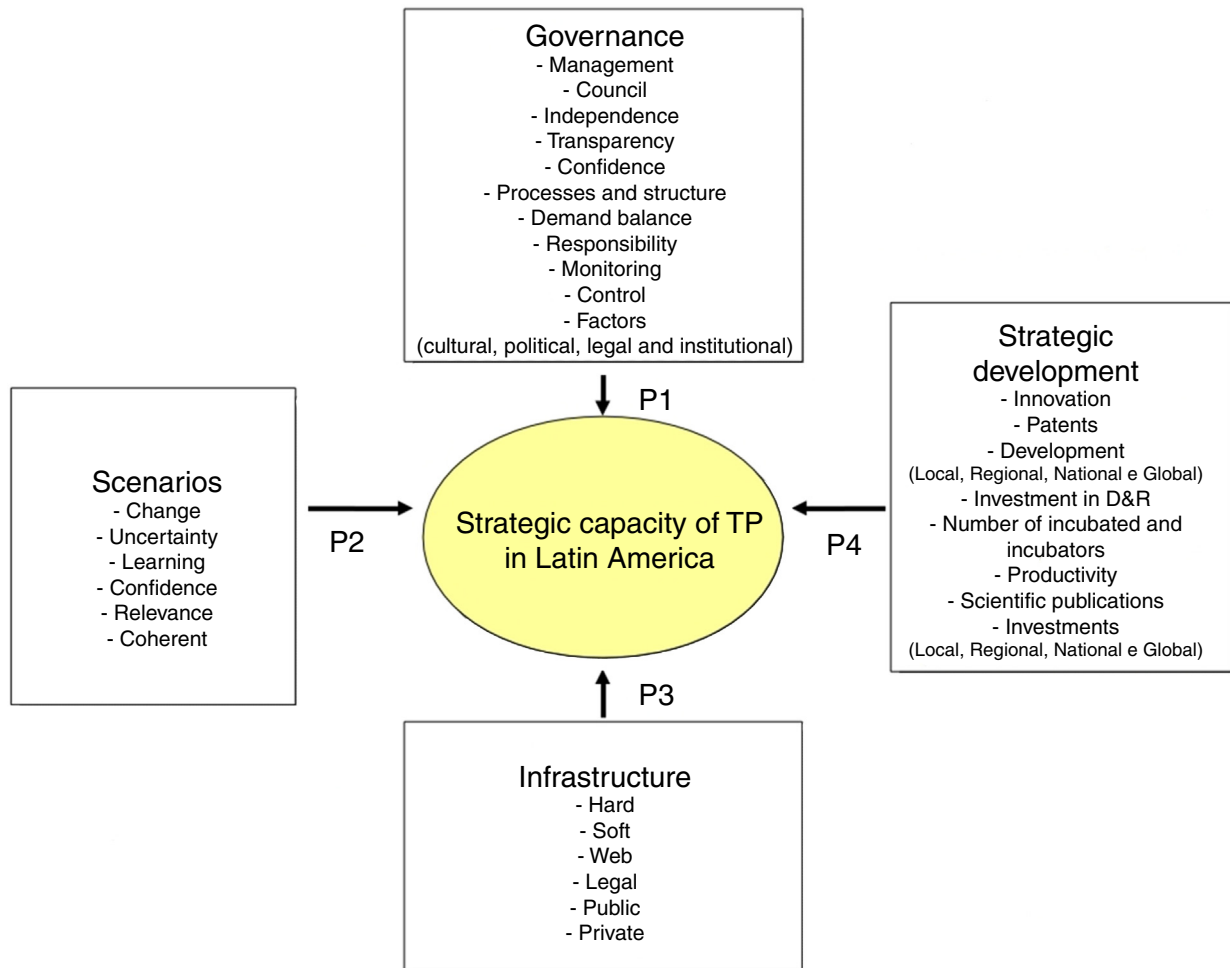 Governance
- Management
- Council
- Independence
- Transparency
- Confidence
- Processes and structure
- Demand balance
- Responsibility
- Monitoring
- Control
- Factors
(cultural, political, legal and institutional)
P1
Scenarios
- Change
- Uncertainty
- Learning
- Confidence
- Relevance
- Coherent
P2
Strategic capacity of TP
in Latin America
P4
Strategic
development
- Innovation
- Patents
- Development
(Local, Regional, National e Global)
- Investment in D&R
- Number of incubated and
incubators
- Productivity
- Scientific publications
- Investments
(Local, Regional, National e Global)
P3
Infrastructure
- Hard
- Soft
- Web
- Legal
- Public
- Private